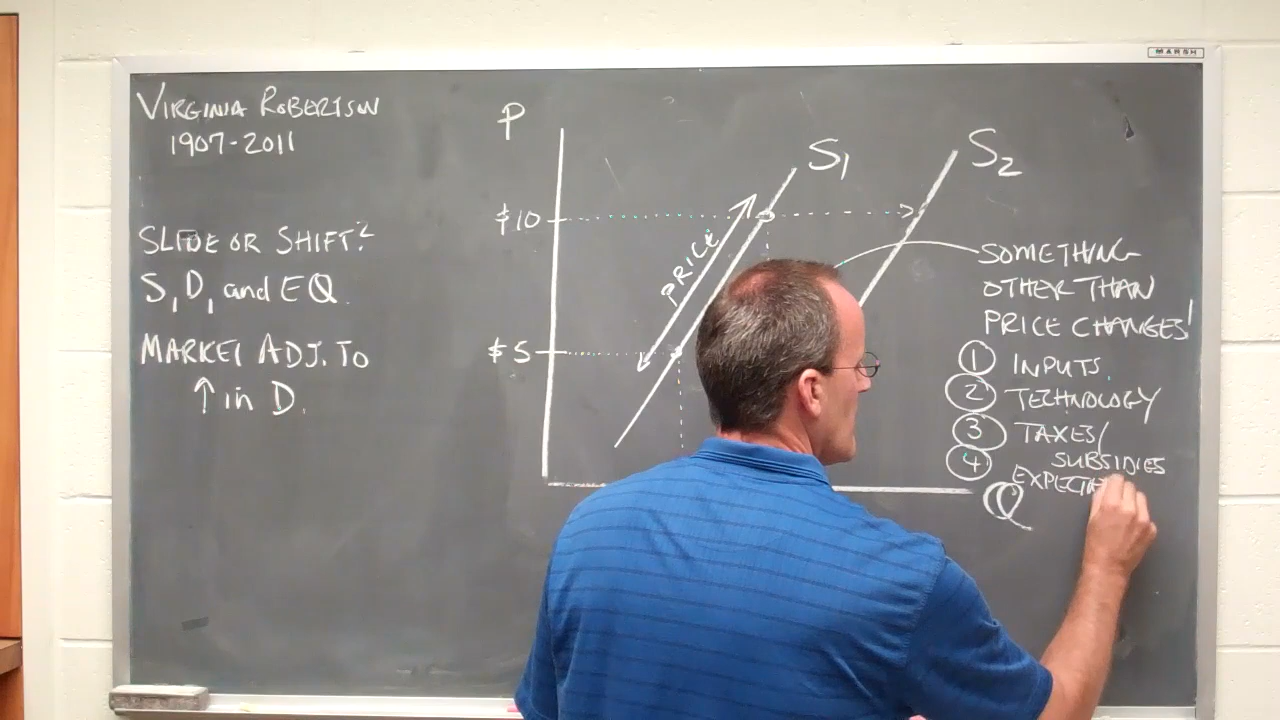 MARSH
VIRGINIA ROBERTSON
1907-2011
SLIDE OR SHIFT?
S, D, and EQ.
MARKET ADJ. TO
↑ in D.
P
$10
$5
PRICE
S1
S2
SOMETHING
OTHER THAN
PRICE CHANGES!
1 INPUTS
2 TECHNOLOGY
3 TAXES/
SUBSIDIES
4 EXPECTA
Q